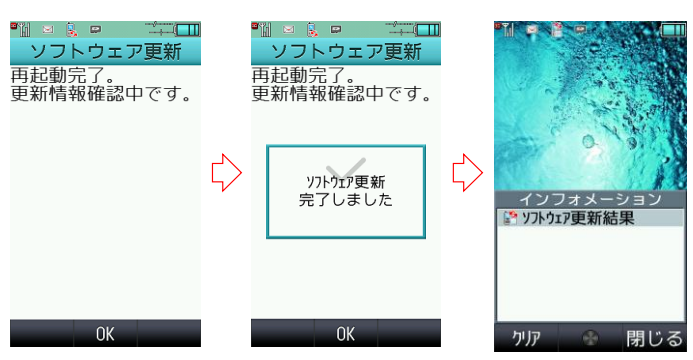 ソフトウェア更新
再起動完了。
更新情報確認中です。
OK
ソフトウェア更新
再起動完了。
更新情報確認中です。
ｿﾌﾄｳｪｱ更新
完了しました
OK
インフォメーション
ｿﾌﾄｳｪｱ更新結果
ｸﾘｱ
閉じる